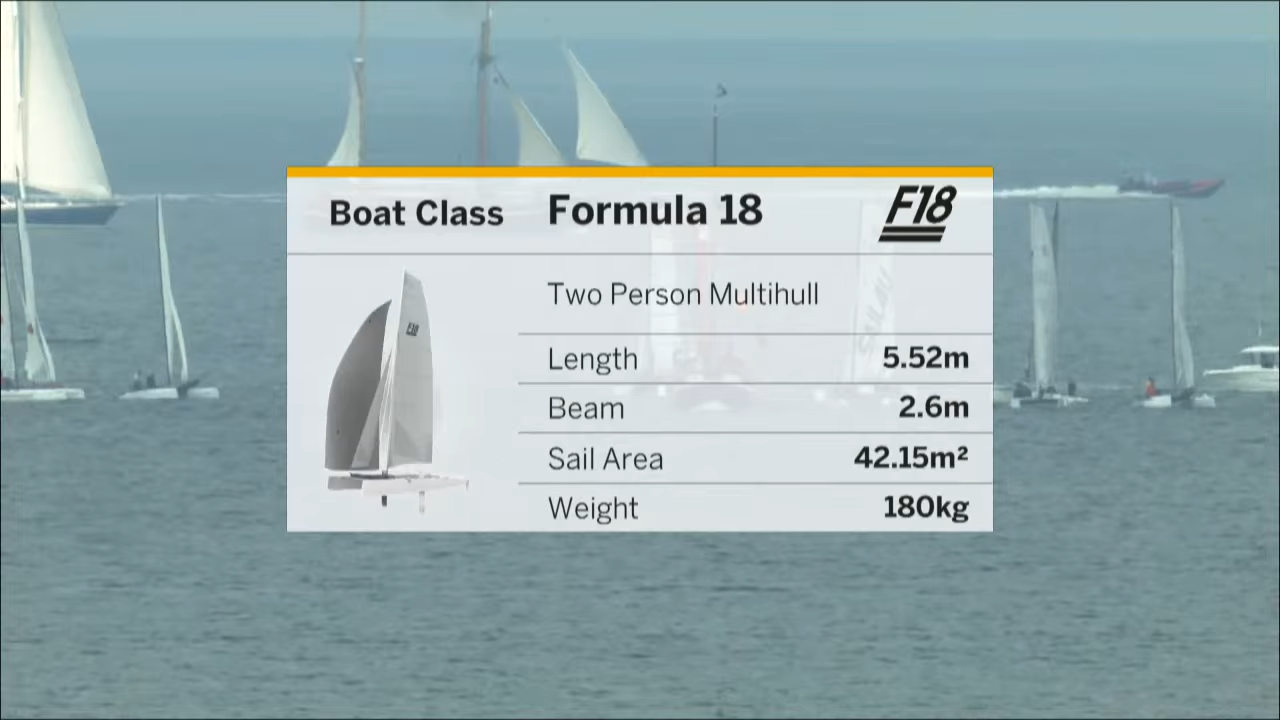 Boat Class Formula 18 F18
Two Person Multihull
Length 5.52m
Beam 2.6m
Sail Area 42.15m²
Weight 180kg
F18